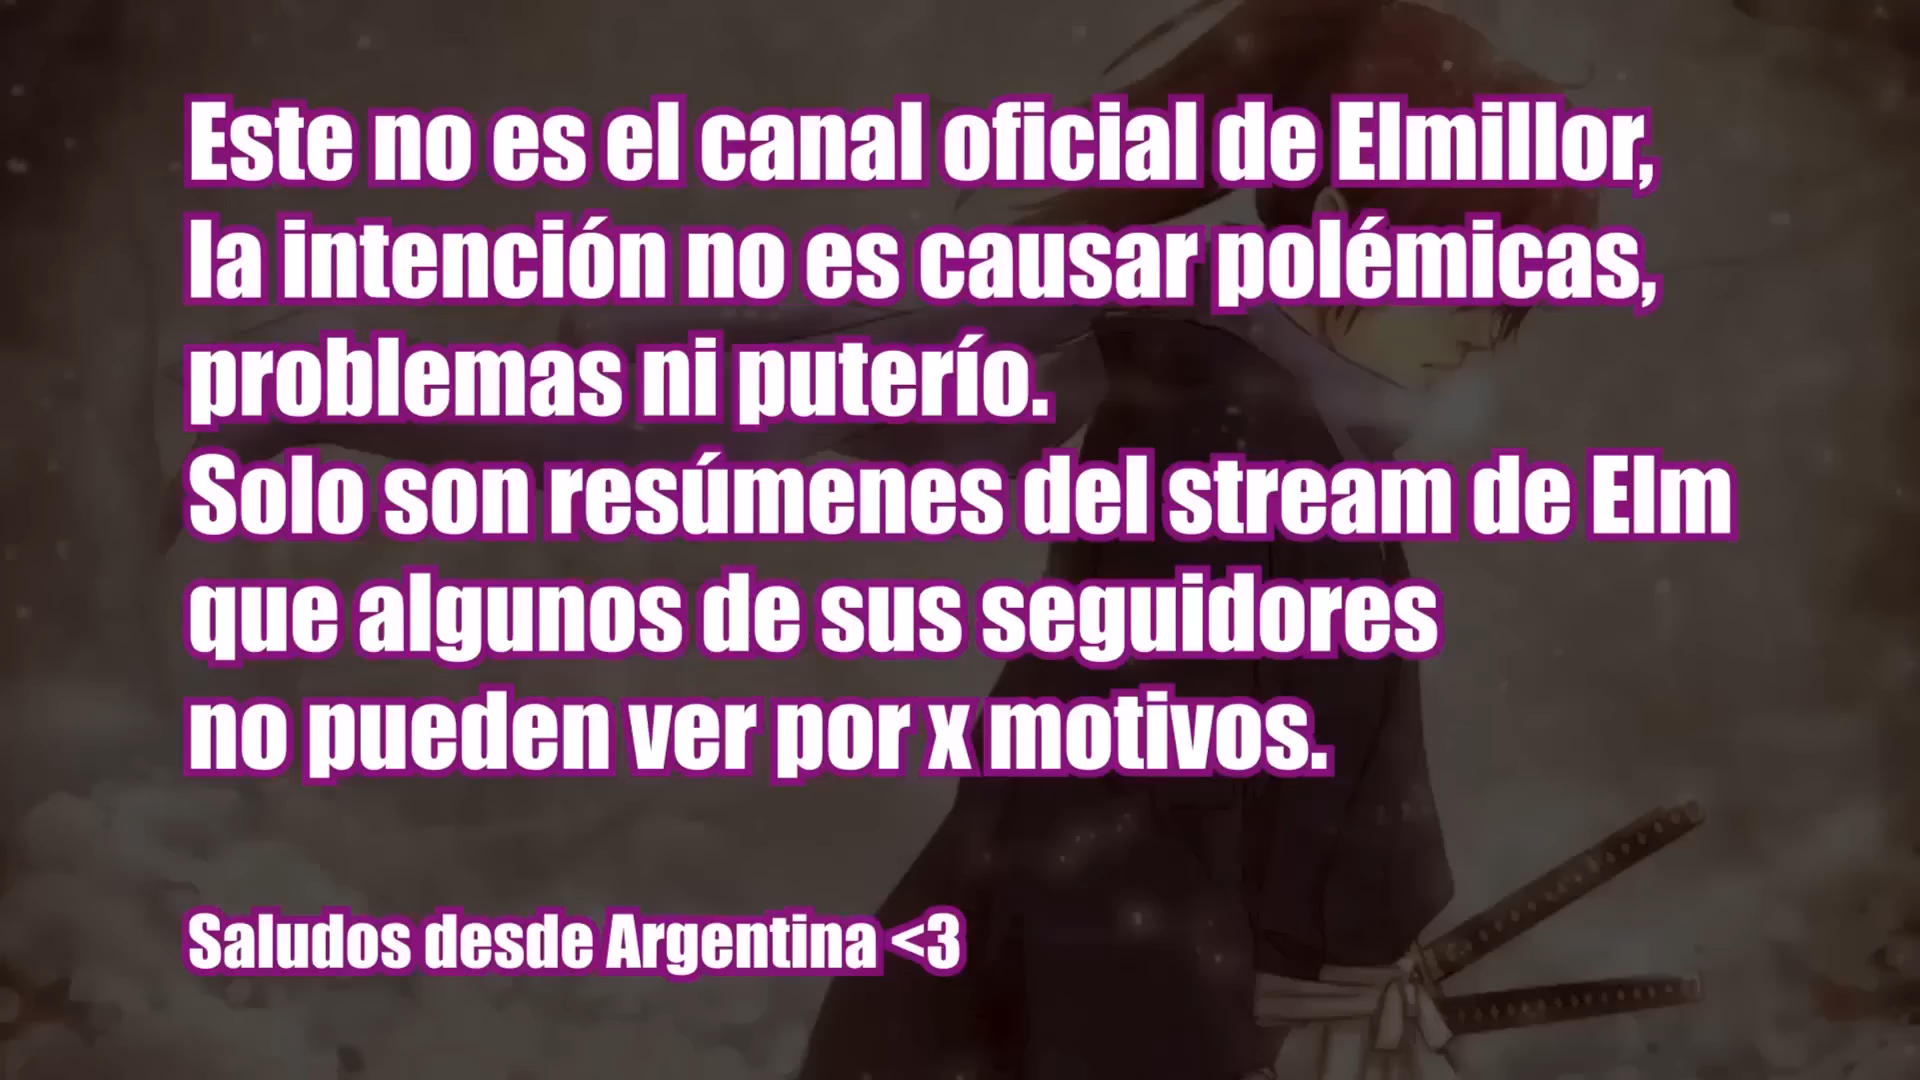 Este no es el canal oficial de Elmillor,
la intención no es causar polémicas,
problemas ni puterío.
Solo son resúmenes del stream de Elm
que algunos de sus seguidores
no pueden ver por x motivos.
Saludos desde Argentina <3